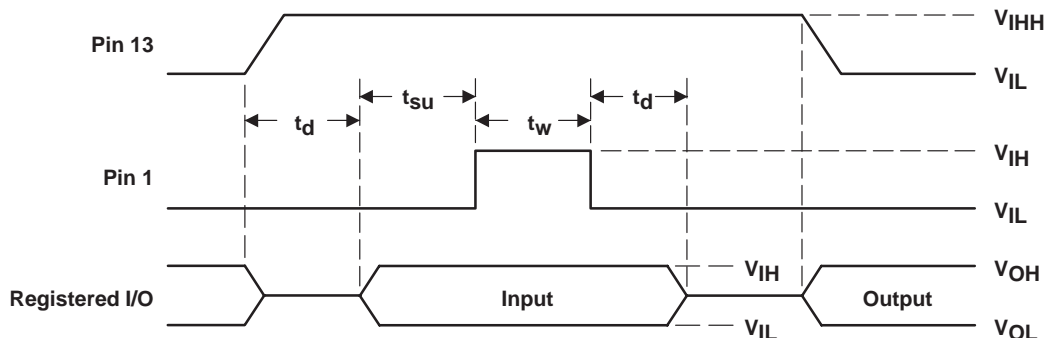 V_IHH
Pin 13
V_IL
t_su
t_d
t_d
t_w
V_IH
Pin 1
V_IL
V_IH
V_OH
Registered I/O
Input
Output
V_IL
V_OL